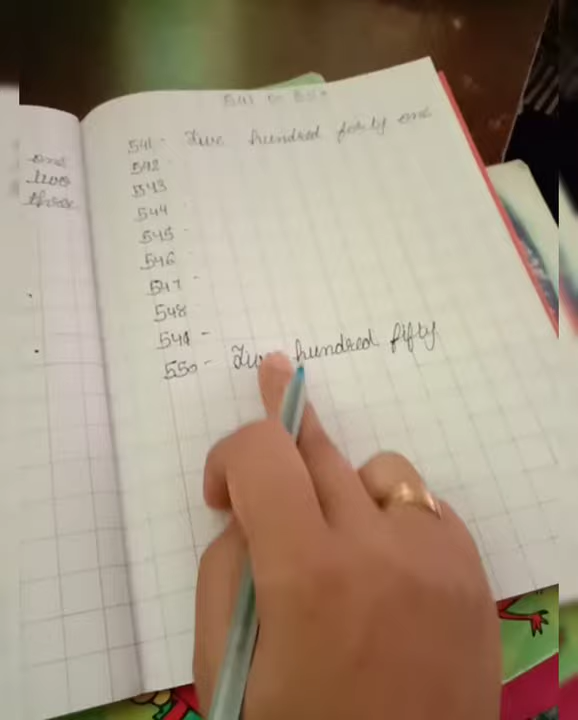 one
two
three
541 to 550
541 - Five hundred forty one
542 -
543
544 -
545 -
546 -
547 -
548 -
549 -
550 - Five hundred fifty